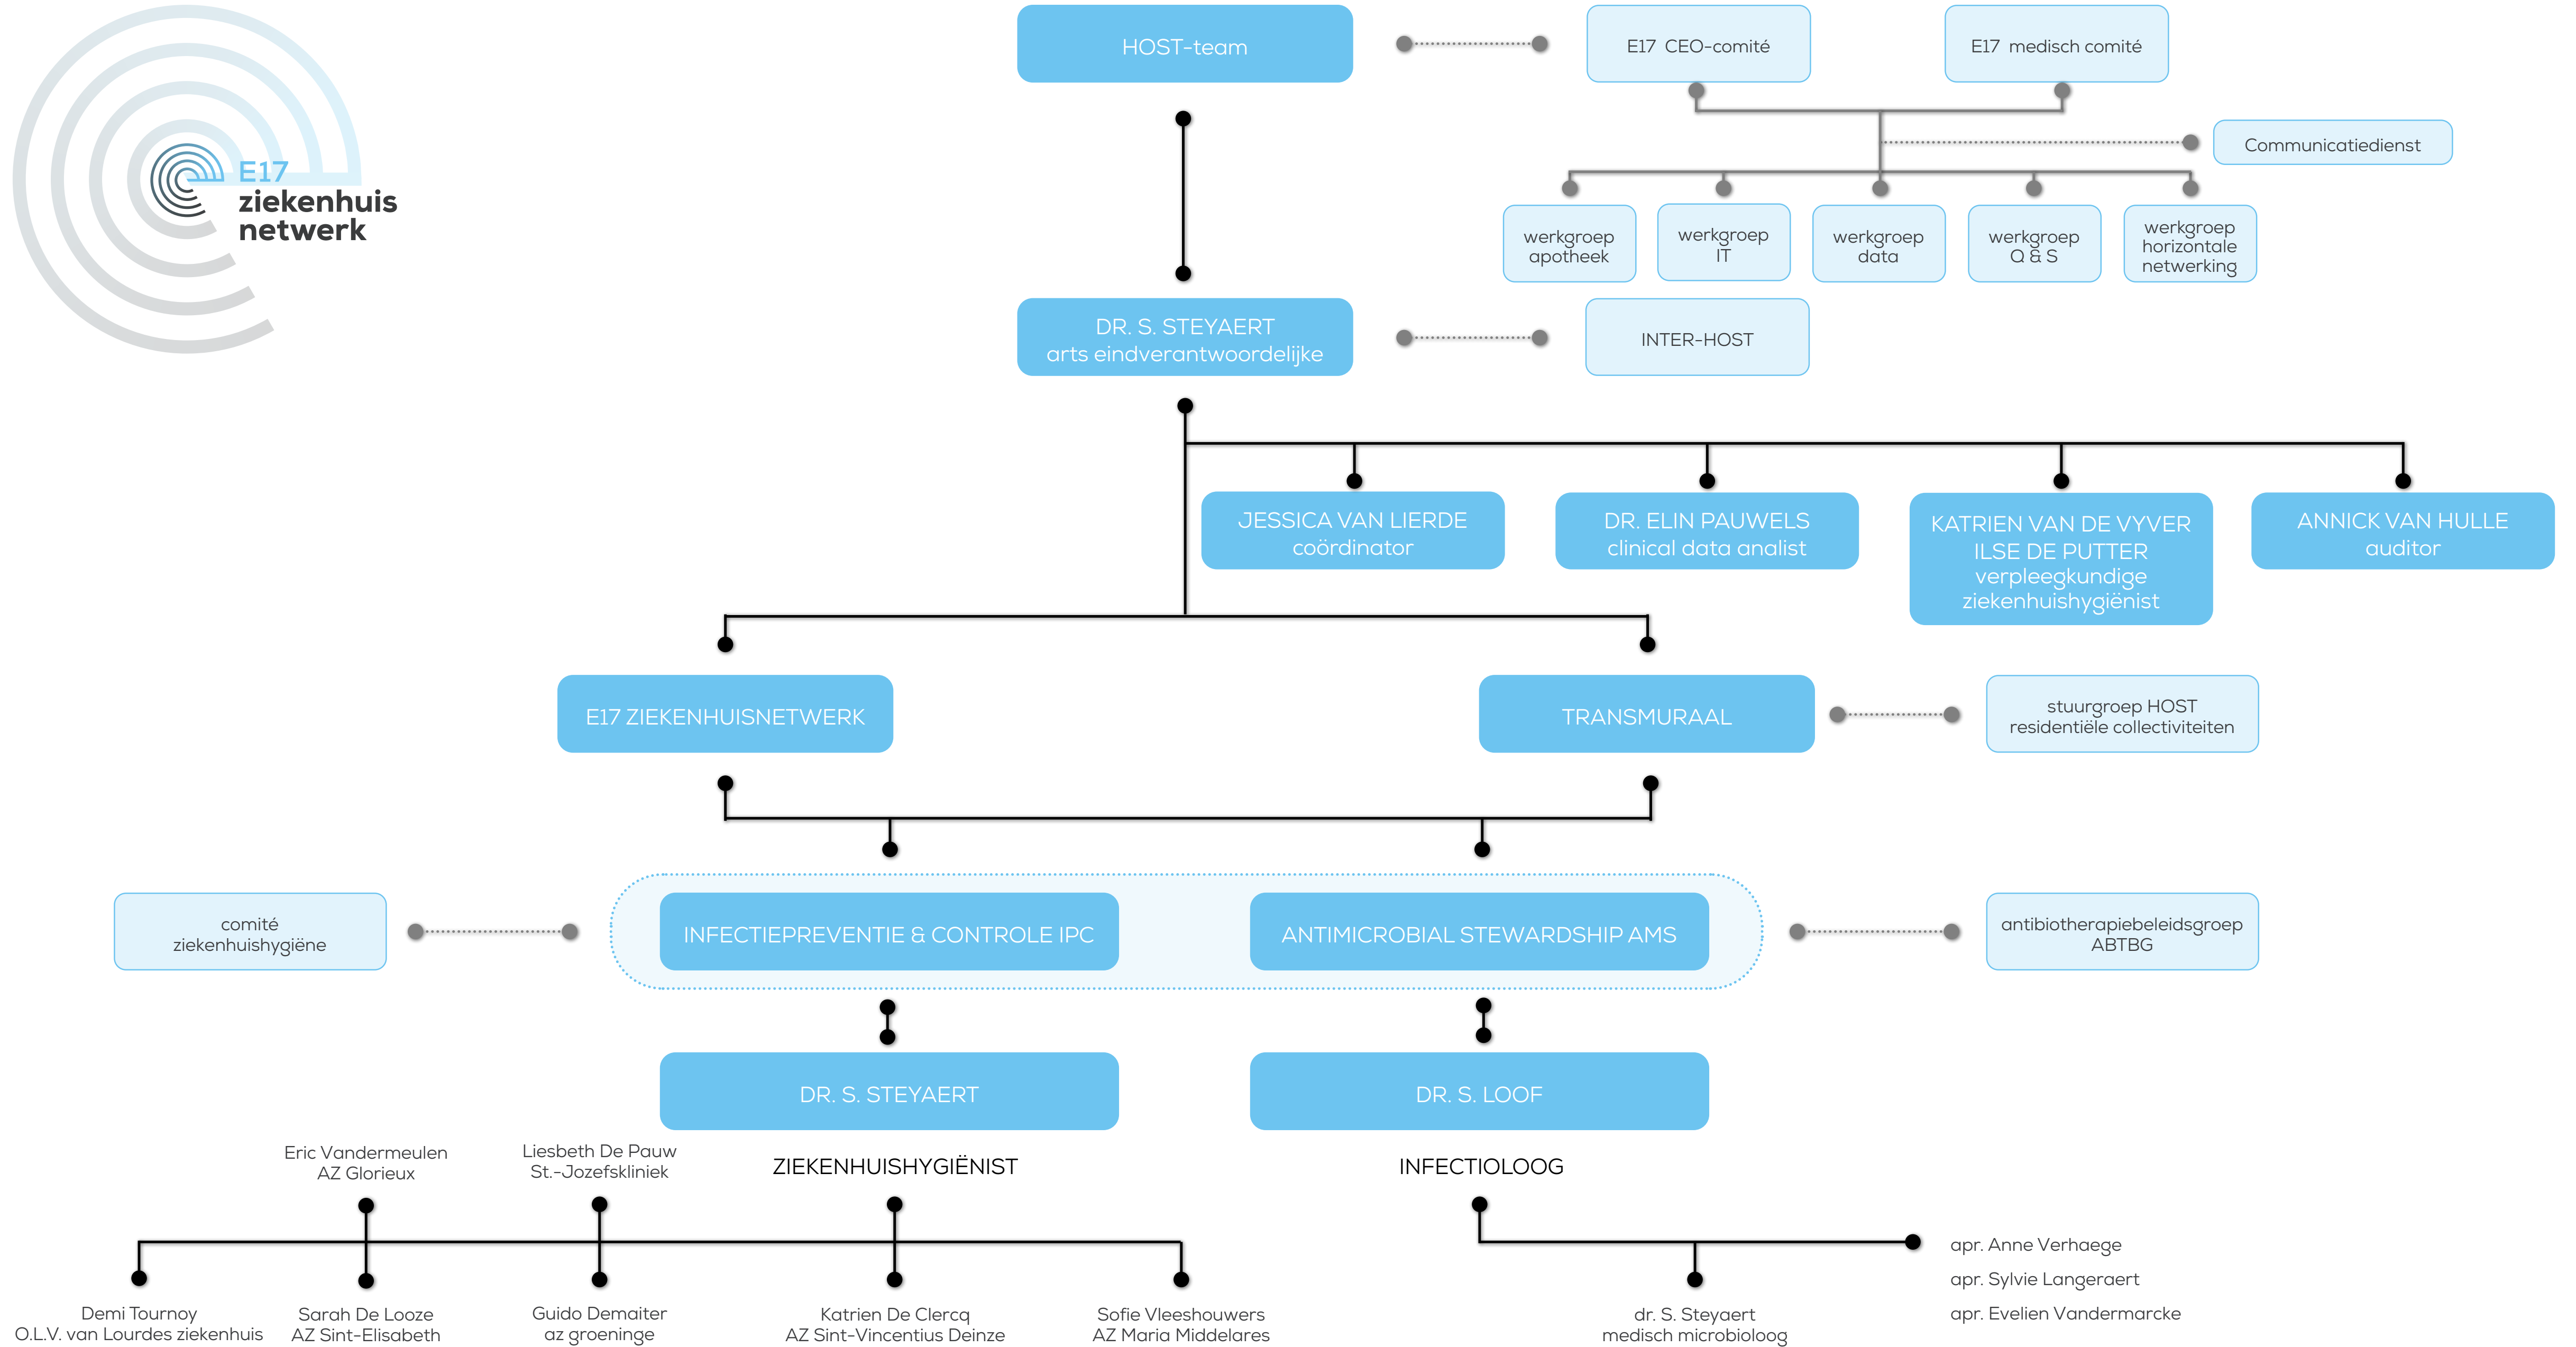 HOST-team
E17 CEO-comité
E17 medisch comité
Communicatiedienst
E17
ziekenhuis
netwerk
werkgroep
apotheek
werkgroep
IT
werkgroep
data
werkgroep
Q & S
werkgroep
horizontale
netwerking
DR. S. STEYAERT
arts eindverantwoordelijke
INTER-HOST
JESSICA VAN LIERDE
coördinator
DR. ELIN PAUWELS
clinical data analist
KATRIEN VAN DE VYVER
ILSE DE PUTTER
verpleegkundige
ziekenhuishygiënist
ANNICK VAN HULLE
auditor
E17 ZIEKENHUISNETWERK
TRANSMURAAL
stuurgroep HOST
residentiële collectiviteiten
comité
ziekenhuishygiëne
INFECTIEPREVENTIE & CONTROLE IPC
ANTIMICROBIAL STEWARDSHIP AMS
antibiotherapiebeleidsgroep
ABTBG
DR. S. STEYAERT
DR. S. LOOF
Eric Vandermeulen
AZ Glorieux
Liesbeth De Pauw
St.-Jozefskliniek
ZIEKENHUISHYGIËNIST
INFECTIOLOOG
Demi Tournoy
O.L.V. van Lourdes ziekenhuis
Sarah De Looze
AZ Sint-Elisabeth
Guido Demaiter
az groeninge
Katrien De Clercq
AZ Sint-Vincentius Deinze
Sofie Vleeshouwers
AZ Maria Middelares
dr. S. Steyaert
medisch microbioloog
apr. Anne Verhaege
apr. Sylvie Langeraert
apr. Evelien Vandermarcke